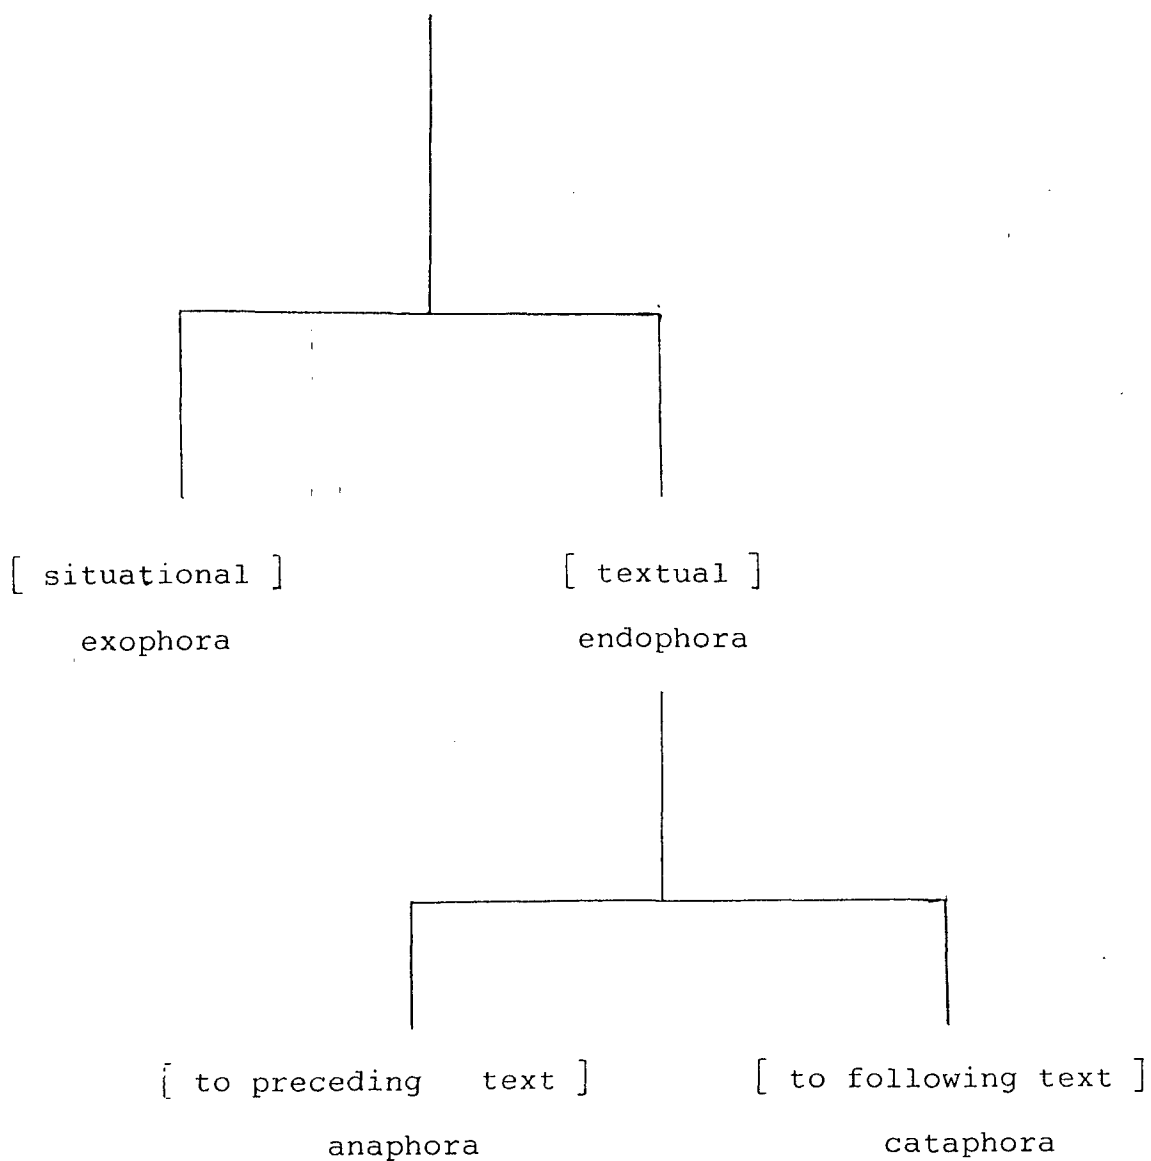 [ situational ] [ textual ]
exophora endophora
[ to preceding text ] [ to following text ]
anaphora cataphora